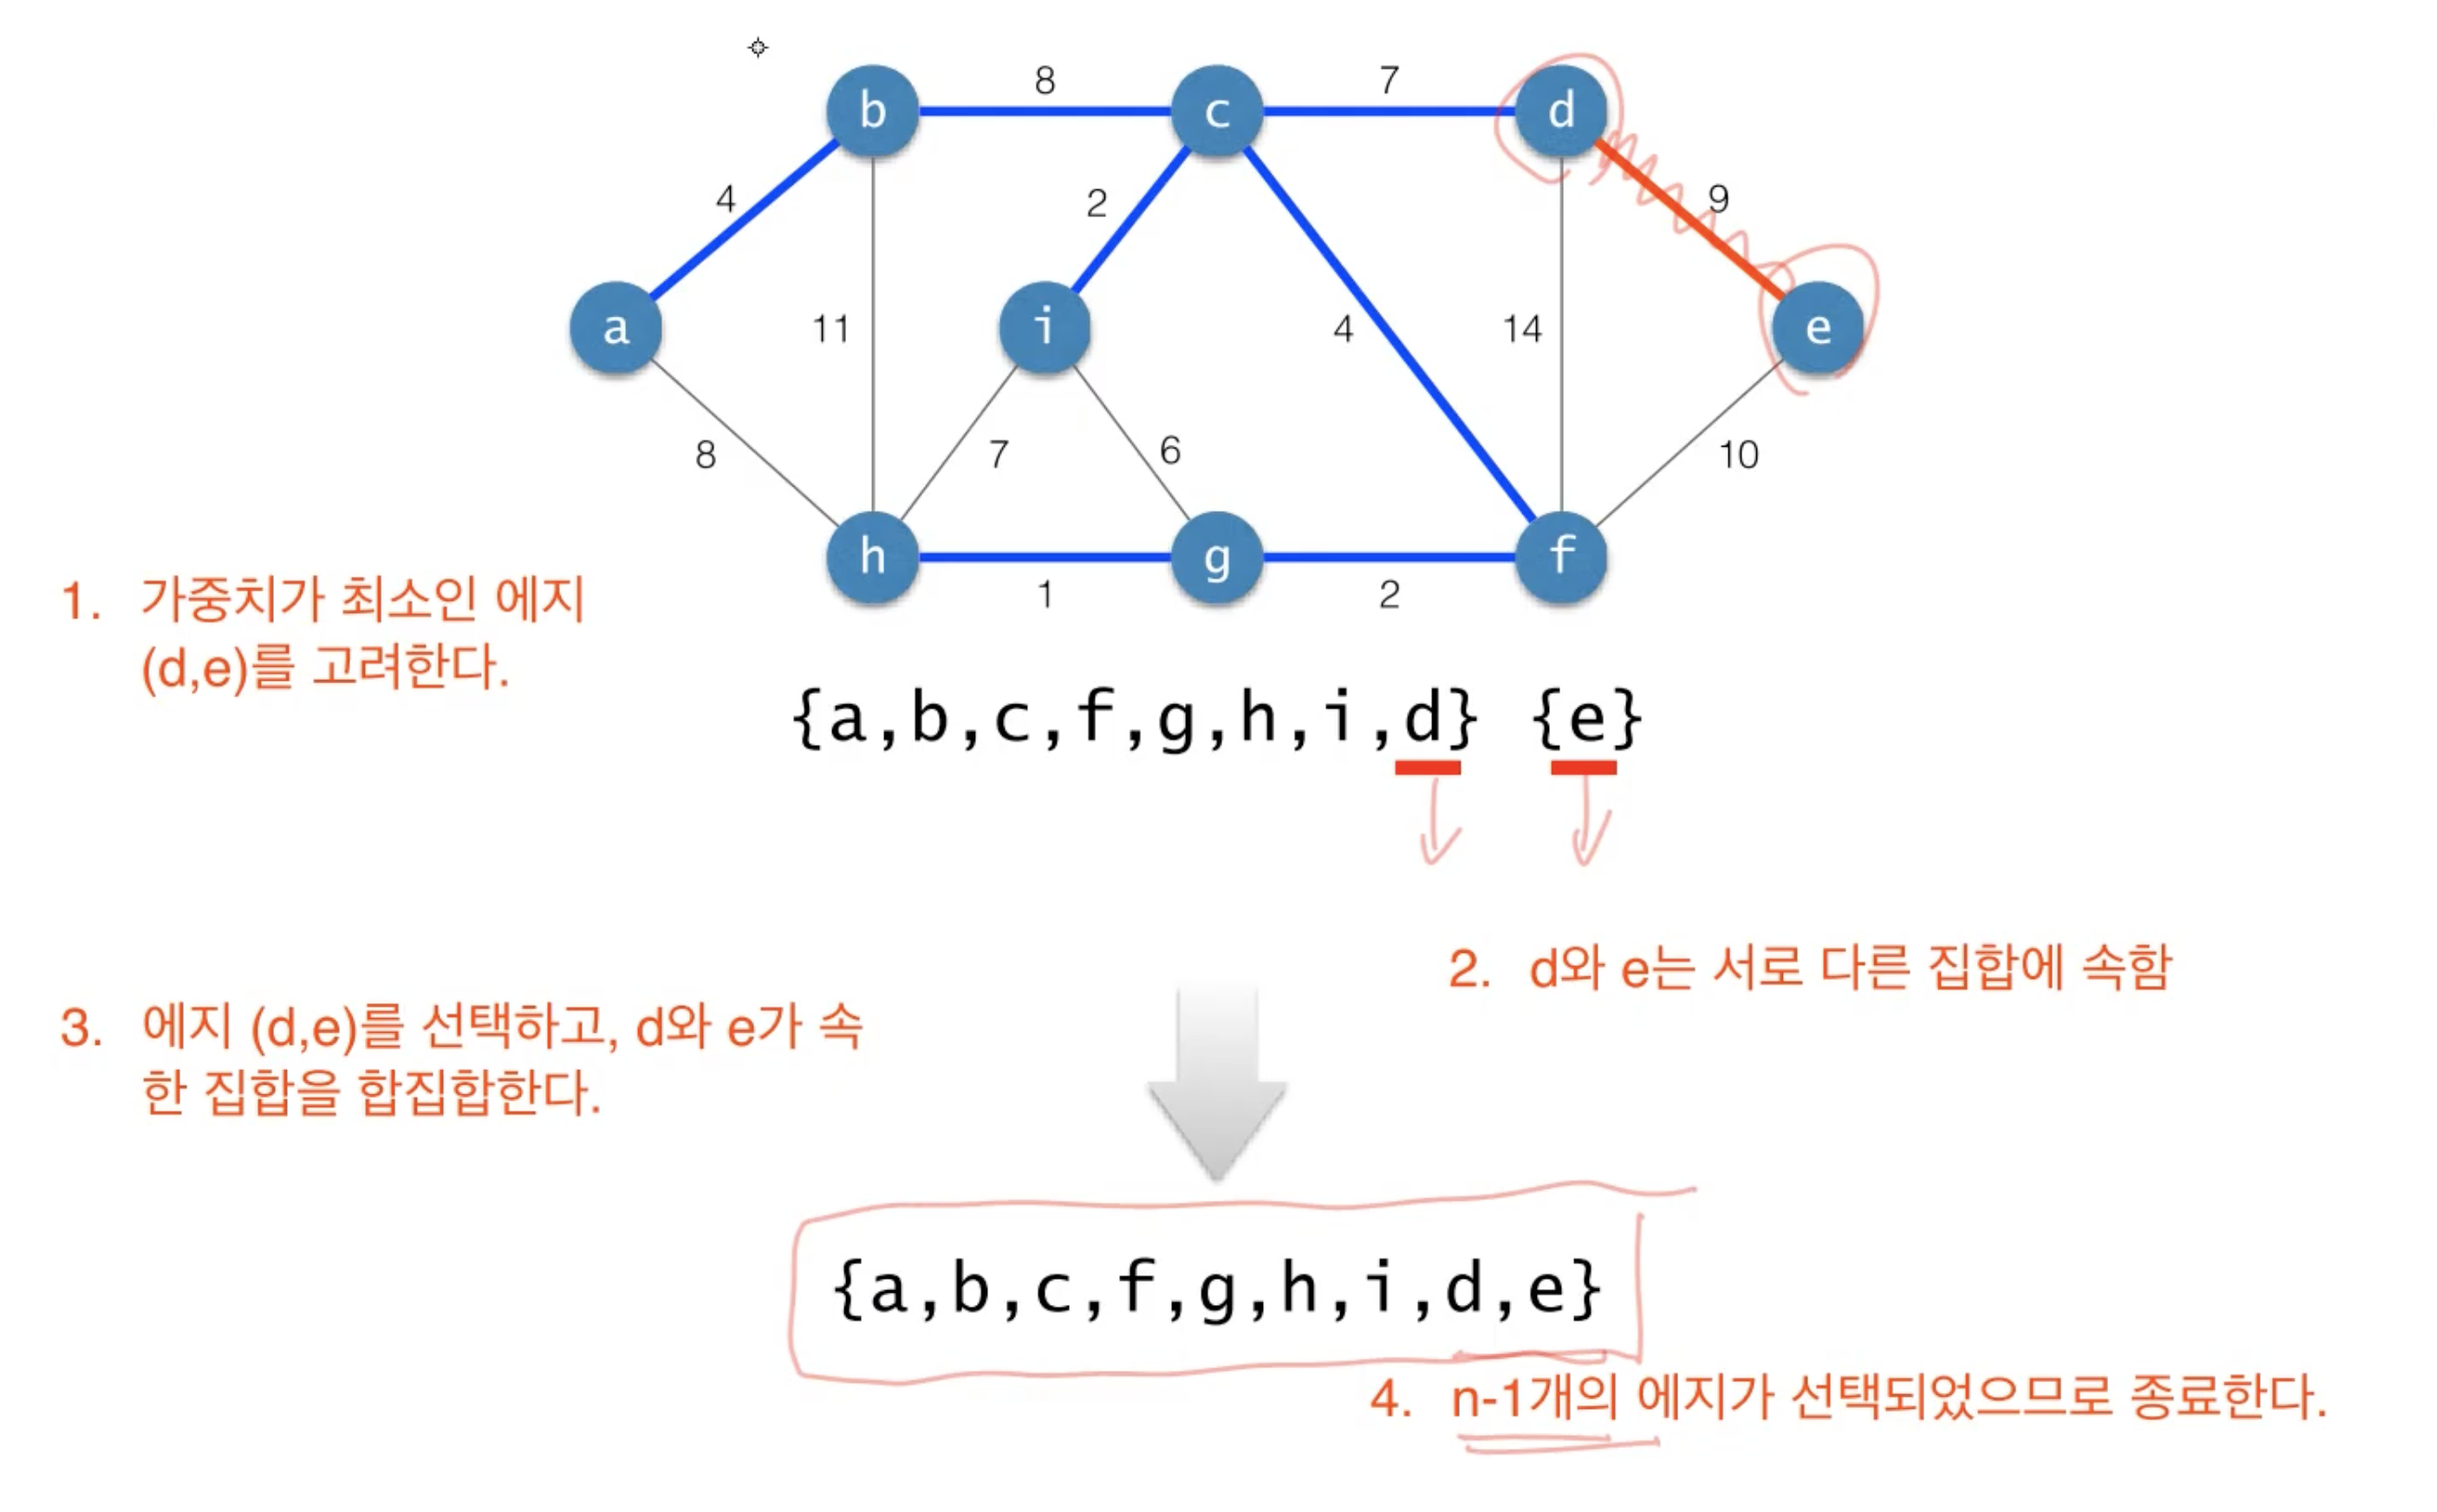 8
7
b
c
d
4
2
9
a
11
i
4
14
e
8
7
6
10
h
g
f
1
2
1. 가중치가 최소인 에지
(d,e)를 고려한다.
{a,b,c,f,g,h,i,d} {e}
2. d와 e는 서로 다른 집합에 속함
3. 에지 (d,e)를 선택하고, d와 e가 속
한 집합을 합집합한다.
{a,b,c,f,g,h,i,d,e}
4. n-1개의 에지가 선택되었으므로 종료한다.